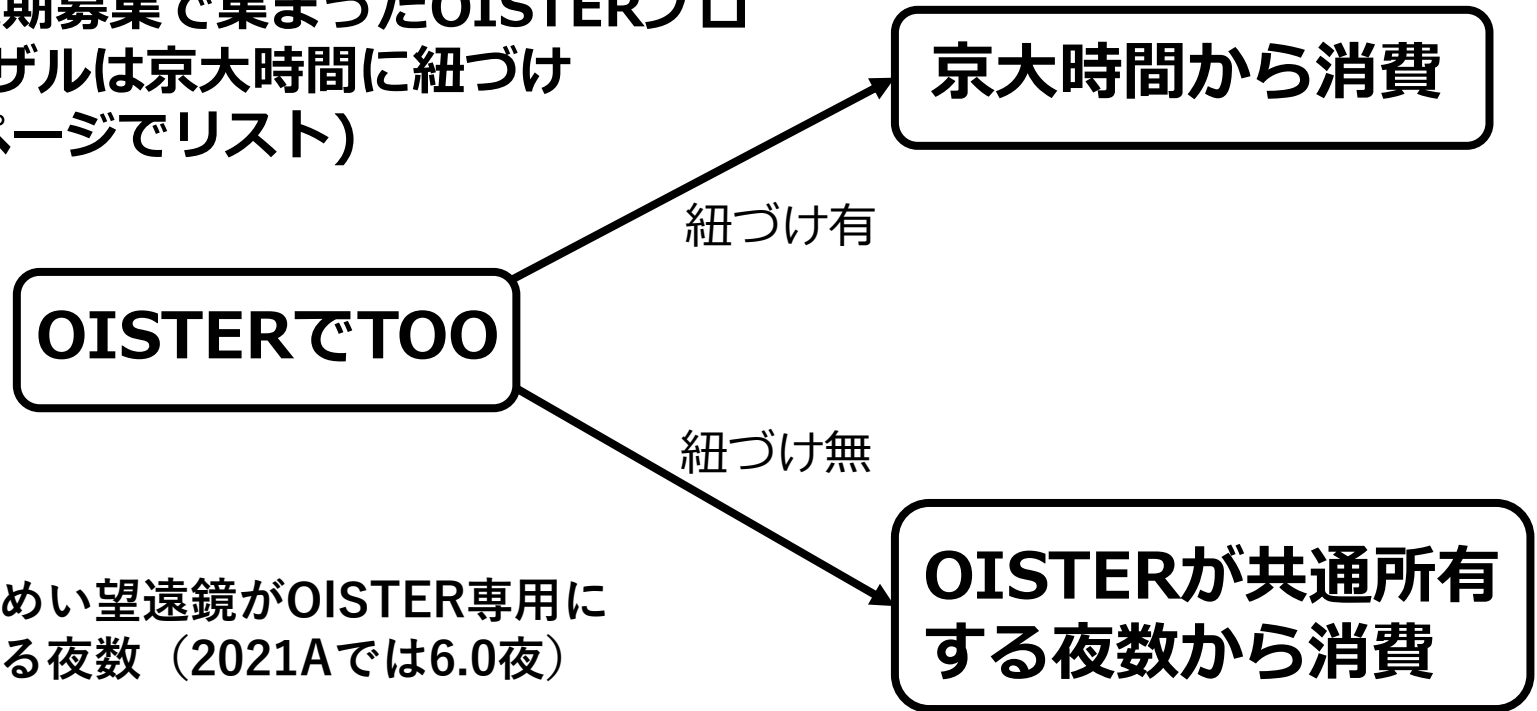 期募集で集まったOISTERプロ
ザルは京大時間に紐づけ
ページでリスト)
京大時間から消費
紐づけ有
OISTERでTOO
紐づけ無
OISTERが共通所有
する夜数から消費
めい望遠鏡がOISTER専用に
る夜数（2021Aでは6.0夜）